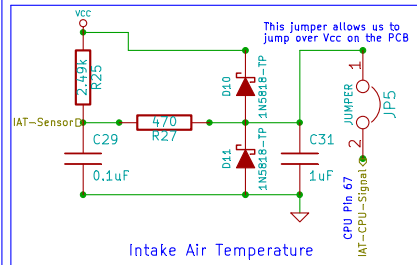 vcc
This jumper allows us to
jump over Vcc on the PCB
2.49k
R25
D10
1N5818-TP
1
JUMPER
JP5
IAT-Sensor
470
R27
2
C29
0.1uF
D11
1N5818-TP
C31
1uF
CPU Pin 67
IAT-CPU-Signal
Intake Air Temperature